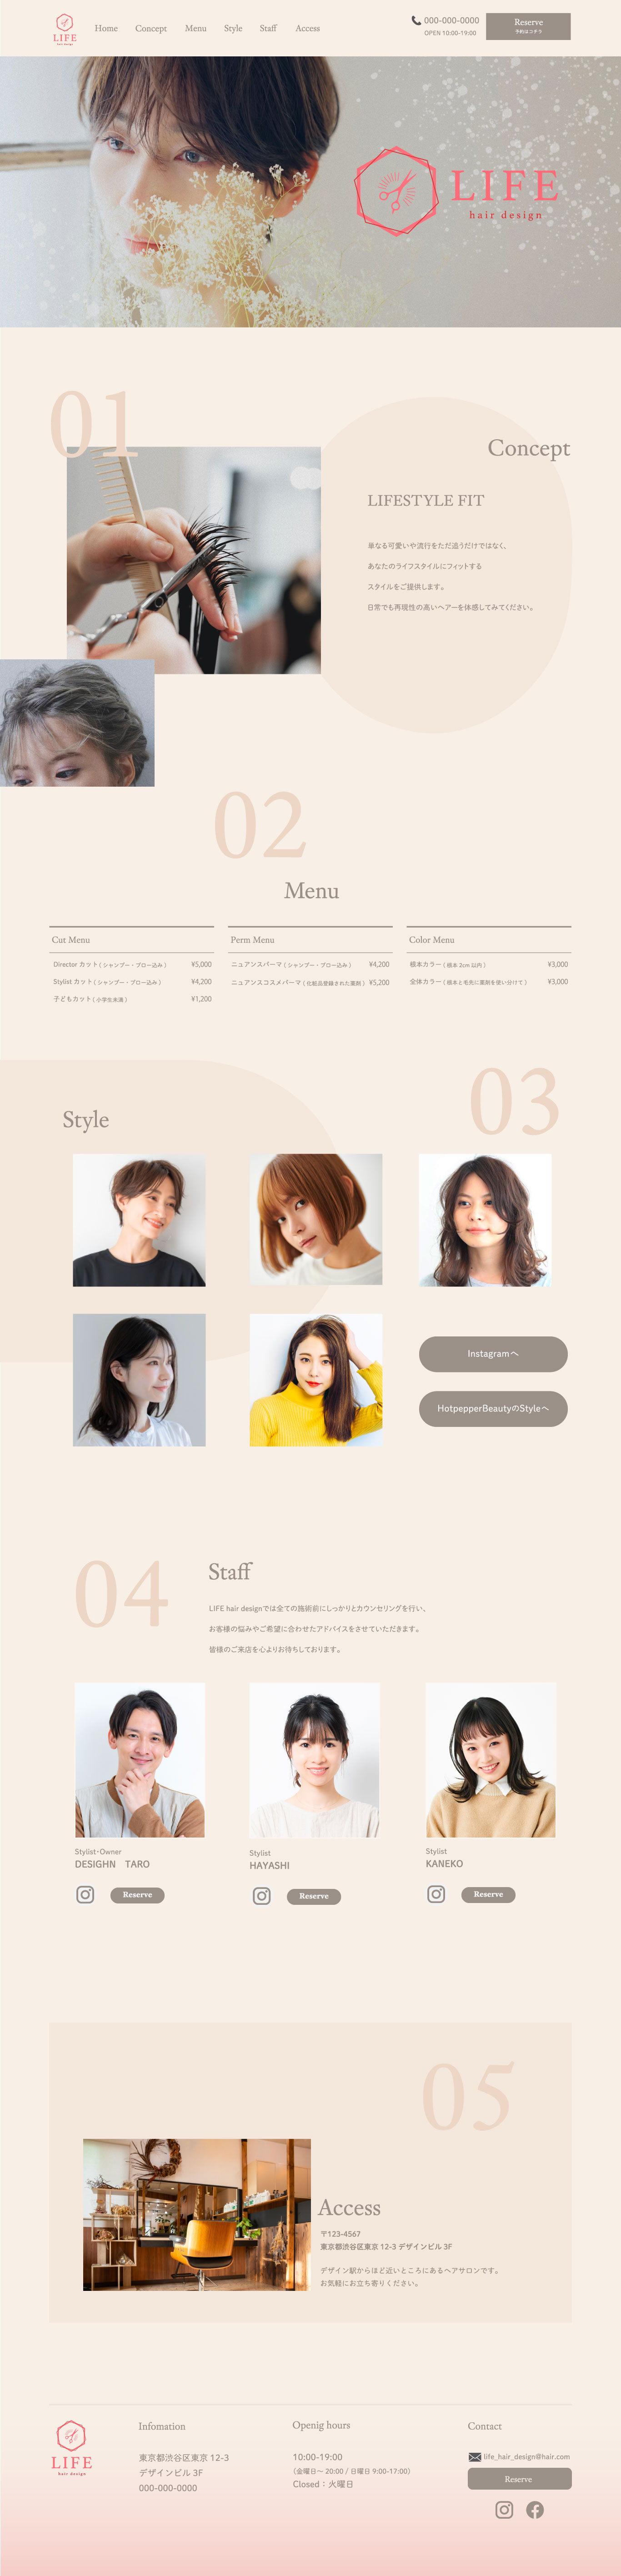 LIFE
hair design
Home
Concept
Menu
Style
Staff
Access
000-000-0000
OPEN 10:00-19:00
Reserve
予約はコチラ
LIFE
hair design
01
Concept
LIFESTYLE FIT
単なる可愛いや流行をただ追うだけではなく、
あなたのライフスタイルにフィットする
スタイルをご提供します。
日常でも再現性の高いヘアーを体感してみてください。
02
Menu
Cut Menu
Director カット ( シャンプー・ブロー込み ) ¥5,000
Stylist カット ( シャンプー・ブロー込み ) ¥4,200
子どもカット ( 小学生未満 ) ¥1,200
Perm Menu
ニュアンスパーマ ( シャンプー・ブロー込み ) ¥4,200
ニュアンスコスメパーマ ( 化粧品登録された薬剤 ) ¥5,200
Color Menu
根本カラー ( 根本 2cm 以内 ) ¥3,000
全体カラー ( 根本と毛先に薬剤を使い分けて ) ¥3,000
03
Style
Instagramへ
HotpepperBeautyのStyleへ
04
Staff
LIFE hair designでは全ての施術前にしっかりとカウンセリングを行い、
お客様の悩みやご希望に合わせたアドバイスをさせていただきます。
皆様のご来店を心よりお待ちしております。
Stylist・Owner
DESIGHN　TARO
Reserve
Stylist
HAYASHI
Reserve
Stylist
KANEKO
Reserve
05
Access
〒123-4567
東京都渋谷区東京 12-3 デザインビル 3F
デザイン駅からほど近いところにあるヘアサロンです。
お気軽にお立ち寄りください。
LIFE
hair design
Infomation
東京都渋谷区東京 12-3
デザインビル 3F
000-000-0000
Openig hours
10:00-19:00
(金曜日〜 20:00 / 日曜日 9:00-17:00)
Closed：火曜日
Contact
life_hair_design@hair.com
Reserve